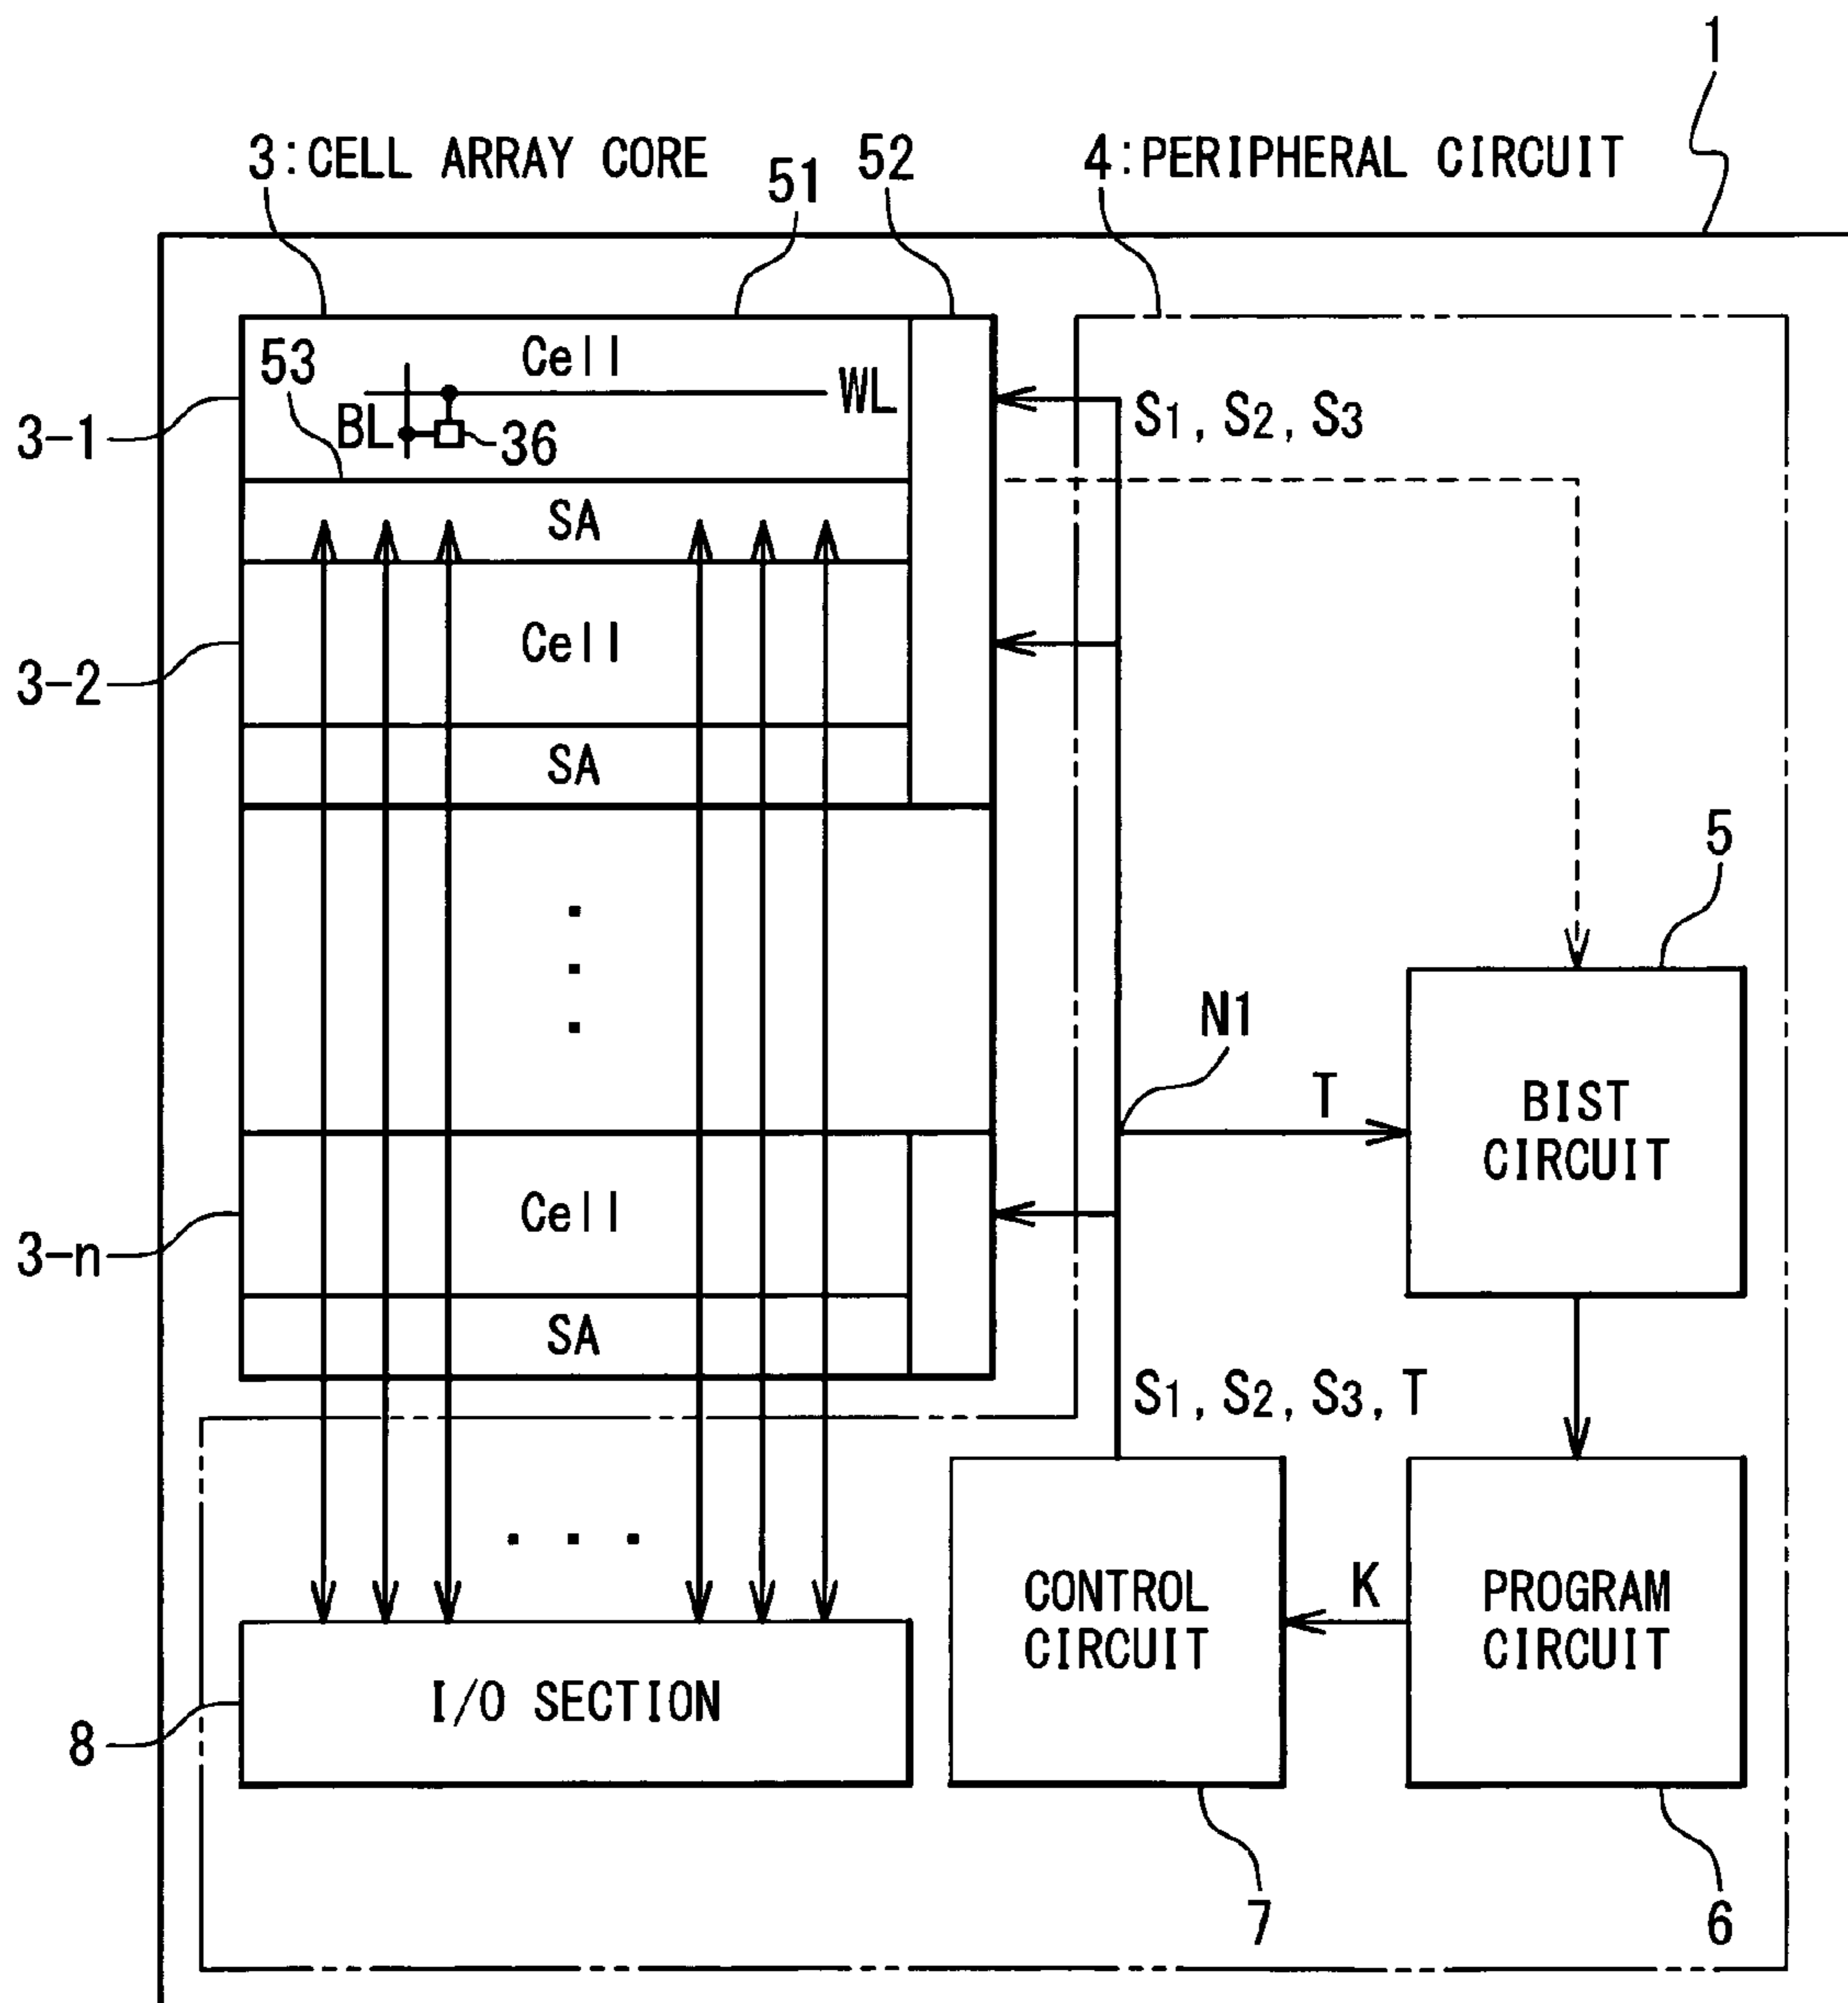 1
3:CELL ARRAY CORE
51
52
4:PERIPHERAL CIRCUIT
53
Cell
WL
BL
36
3-1
S1, S2, S3
SA
Cell
3-2
SA
5
N1
T
BIST
CIRCUIT
Cell
3-n
SA
S1, S2, S3, T
CONTROL
CIRCUIT
K
PROGRAM
CIRCUIT
I/O SECTION
8
7
6